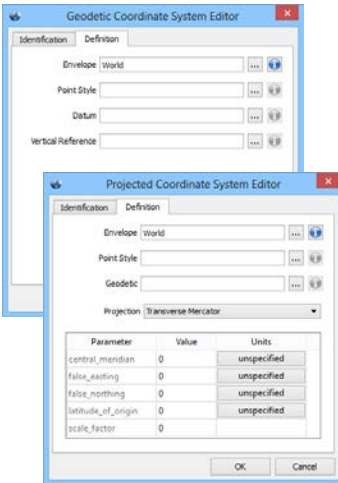 Geodetic Coordinate System Editor
Identification Definition
Envelope World ...
Point Style ...
Datum ...
Vertical Reference ...
Projected Coordinate System Editor
Identification Definition
Envelope World ...
Point Style ...
Geodetic ...
Projection Transverse Mercator
Parameter Value Units
central_meridian 0 unspecified
false_easting 0 unspecified
false_northing 0 unspecified
latitude_of_origin 0 unspecified
scale_factor 0
OK Cancel